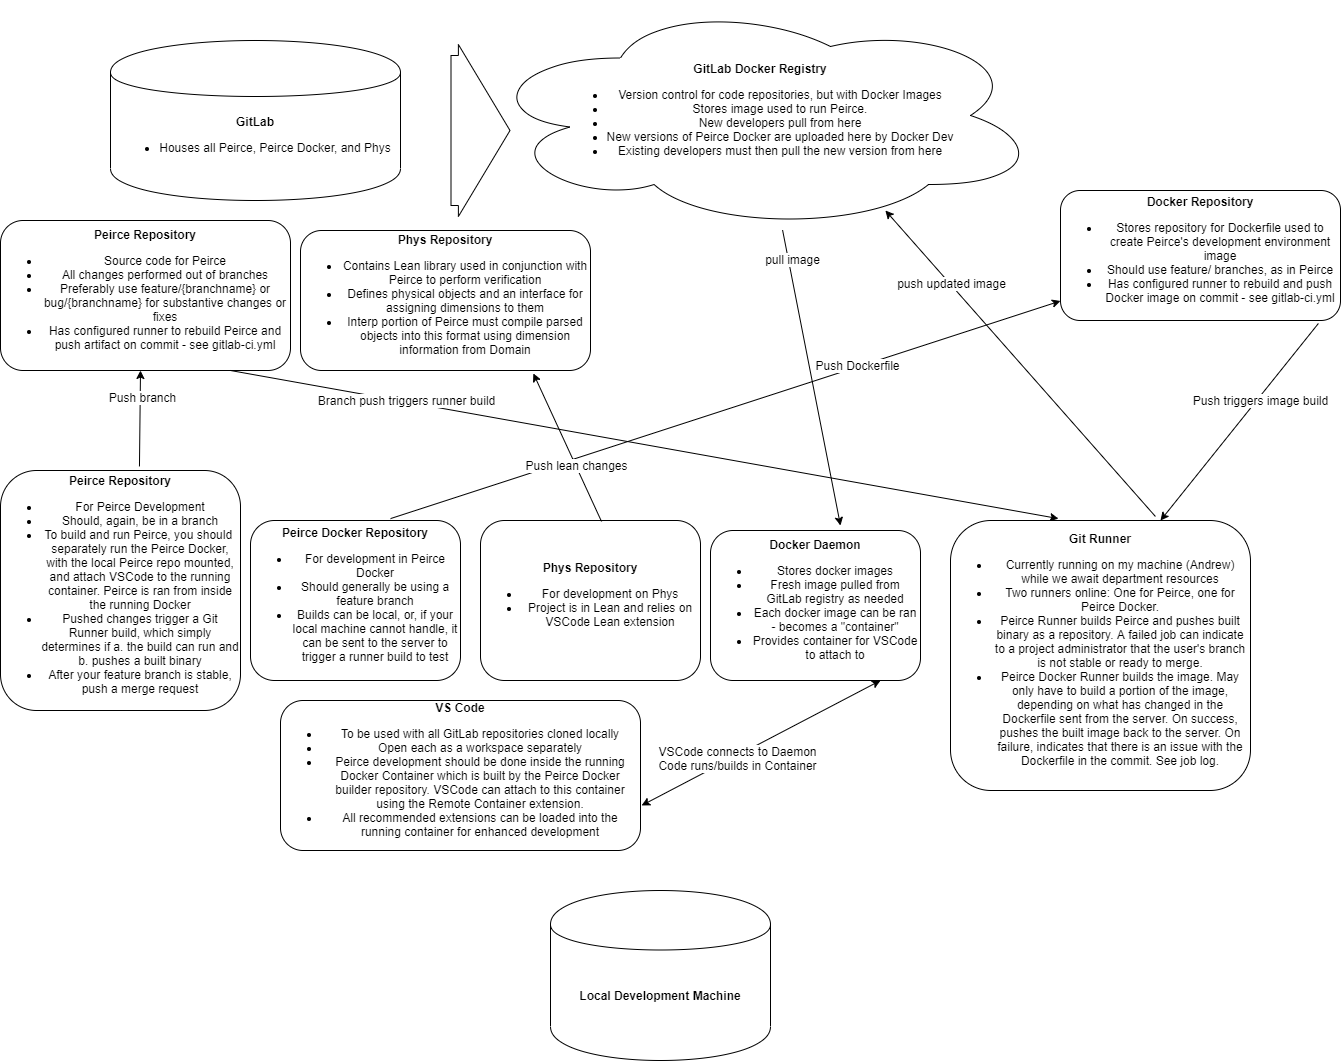 GitLab
Houses all Peirce, Peirce Docker, and Phys
GitLab Docker Registry
Version control for code repositories, but with Docker Images
Stores image used to run Peirce.
New developers pull from here
New versions of Peirce Docker are uploaded here by Docker Dev
Existing developers must then pull the new version from here
Peirce Repository
Source code for Peirce
All changes performed out of branches
Preferably use feature/{branchname} or
bug/{branchname} for substantive changes or
fixes
Has configured runner to rebuild Peirce and
push artifact on commit - see gitlab-ci.yml
Phys Repository
Contains Lean library used in conjunction with
Peirce to perform verification
Defines physical objects and an interface for
assigning dimensions to them
Interp portion of Peirce must compile parsed
objects into this format using dimension
information from Domain
Docker Repository
Stores repository for Dockerfile used to
create Peirce's development environment
image
Should use feature/ branches, as in Peirce
Has configured runner to rebuild and push
Docker image on commit - see gitlab-ci.yml
pull image
push updated image
Push Dockerfile
Push branch
Branch push triggers runner build
Push triggers image build
Push lean changes
Peirce Repository
For Peirce Development
Should, again, be in a branch
To build and run Peirce, you should
separately run the Peirce Docker,
with the local Peirce repo mounted,
and attach VSCode to the running
container. Peirce is ran from inside
the running Docker
Pushed changes trigger a Git
Runner build, which simply
determines if a. the build can run and
b. pushes a built binary
After your feature branch is stable,
push a merge request
Peirce Docker Repository
For development in Peirce
Docker
Should generally be using a
feature branch
Builds can be local, or, if your
local machine cannot handle, it
can be sent to the server to
trigger a runner build to test
Phys Repository
For development on Phys
Project is in Lean and relies on
VSCode Lean extension
Docker Daemon
Stores docker images
Fresh image pulled from
GitLab registry as needed
Each docker image can be ran
- becomes a "container"
Provides container for VSCode
to attach to
Git Runner
Currently running on my machine (Andrew)
while we await department resources
Two runners online: One for Peirce, one for
Peirce Docker.
Peirce Runner builds Peirce and pushes built
binary as a repository. A failed job can indicate
to a project administrator that the user's branch
is not stable or ready to merge.
Peirce Docker Runner builds the image. May
only have to build a portion of the image,
depending on what has changed in the
Dockerfile sent from the server. On success,
pushes the built image back to the server. On
failure, indicates that there is an issue with the
Dockerfile in the commit. See job log.
VS Code
To be used with all GitLab repositories cloned locally
Open each as a workspace separately
Peirce development should be done inside the running
Docker Container which is built by the Peirce Docker
builder repository. VSCode can attach to this container
using the Remote Container extension.
All recommended extensions can be loaded into the
running container for enhanced development
VSCode connects to Daemon
Code runs/builds in Container
Local Development Machine